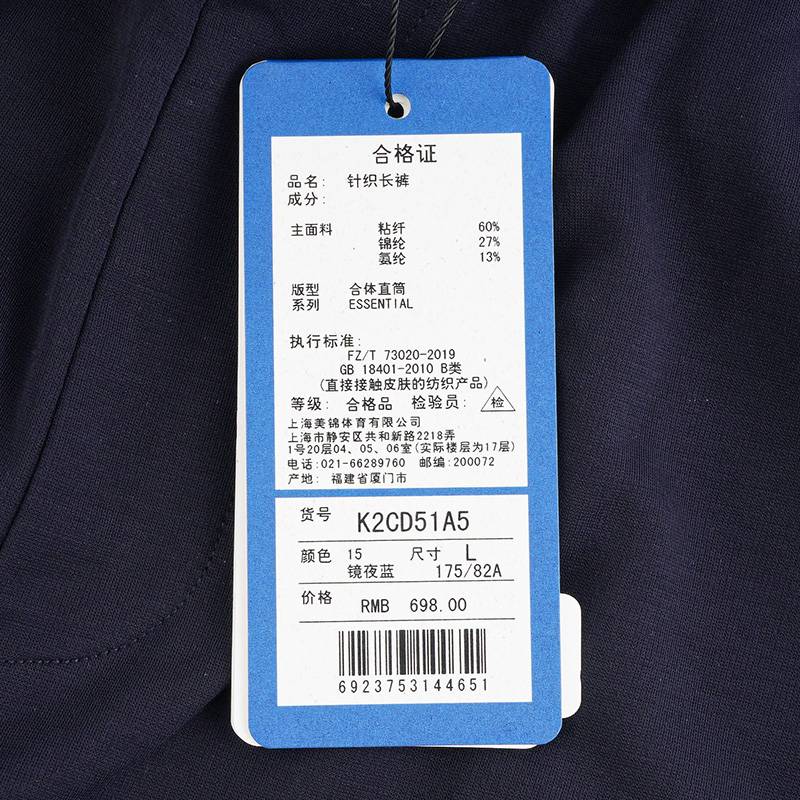 合格证
品名: 针织长裤
成分:
主面料 粘纤 60%
锦纶 27%
氨纶 13%
版型 合体直筒
系列 ESSENTIAL
执行标准:
FZ/T 73020-2019
GB 18401-2010 B类
(直接接触皮肤的纺织产品)
等级: 合格品 检验员: 检
上海美锦体育有限公司
上海市静安区共和新路2218弄
1号20层04、05、06室(实际楼层为17层)
电话:021-66289760 邮编:200072
产地: 福建省厦门市
货号 K2CD51A5
颜色 15 尺寸 L
镜夜蓝 175/82A
价格 RMB 698.00
6923753144651